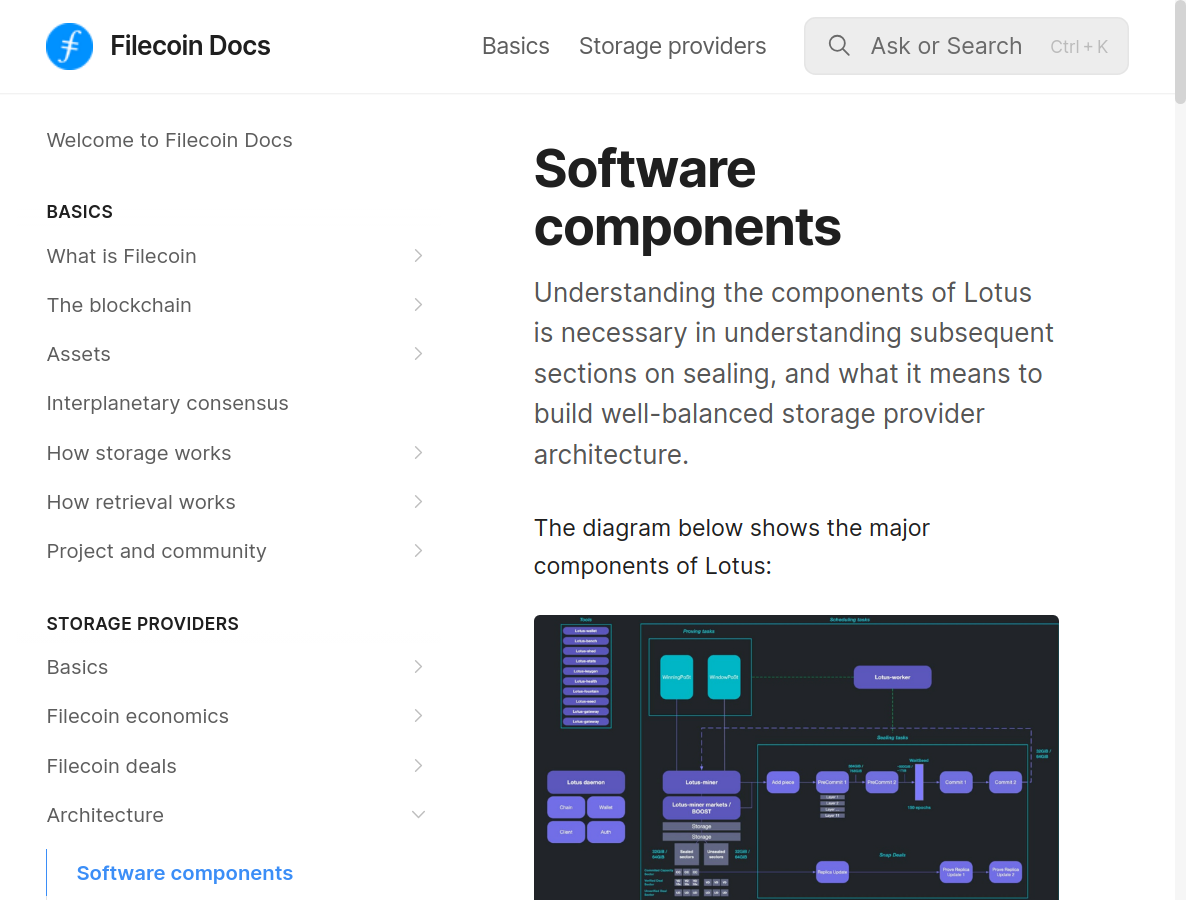 Filecoin Docs
Basics
Storage providers
Ask or Search
Ctrl + K
Welcome to Filecoin Docs
BASICS
What is Filecoin
The blockchain
Assets
Interplanetary consensus
How storage works
How retrieval works
Project and community
STORAGE PROVIDERS
Basics
Filecoin economics
Filecoin deals
Architecture
Software components
Software
components
Understanding the components of Lotus
is necessary in understanding subsequent
sections on sealing, and what it means to
build well-balanced storage provider
architecture.
The diagram below shows the major
components of Lotus:
Tools
Lotus-wallet
Lotus-bench
Lotus-shed
Lotus-stats
Lotus-health
Lotus-fountain
Lotus-gateway
Lotus-gateway
Scheduling tasks
Proving tasks
WinningPoSt
WindowPoSt
Lotus-worker
Sealing tasks
Lotus daemon
Chain
Wallet
Client
Auth
Lotus-miner
Lotus-miner markets /
BOOST
Storage
Storage
Sealed
sectors
Unsealed
sectors
32GiB /
64GiB
32GiB /
64GiB
Add piece
PreCommit 1
Layer 1
Layer 2
Layer ...
Layer 11
PreCommit 2
WaitSeed
150 epochs
Commit 1
Commit 2
32GiB /
64GiB
Snap Deals
Replica Update
Prove Replica
Update 1
Prove Replica
Update 2